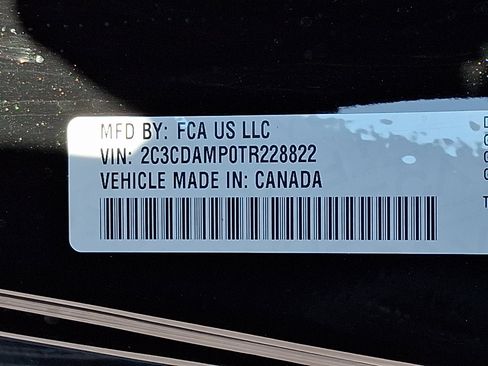 MFD BY: FCA US LLC
VIN: 2C3CDAMP0TR228822
VEHICLE MADE IN: CANADA